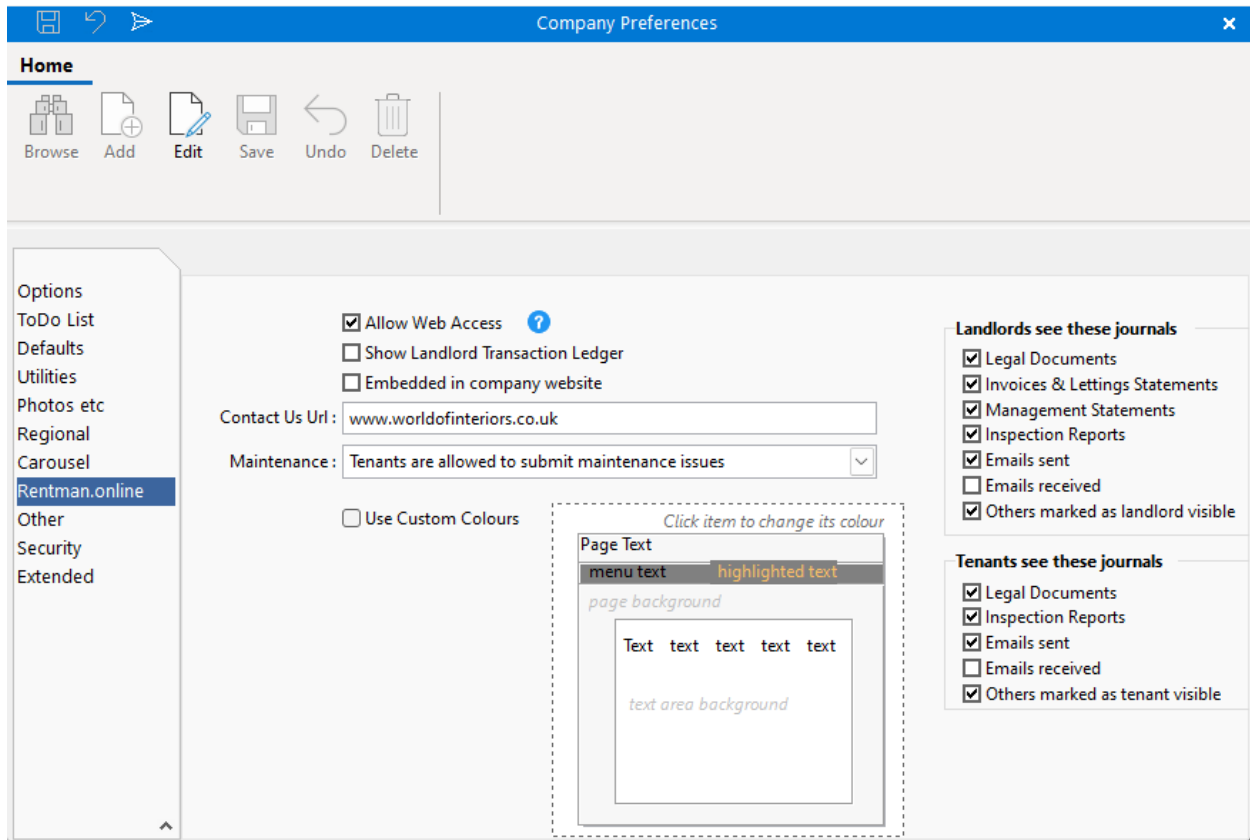 Company Preferences
Home
Browse Add Edit Save Undo Delete
Options
ToDo List
Defaults
Utilities
Photos etc
Regional
Carousel
Rentman.online
Other
Security
Extended
Allow Web Access ?
Show Landlord Transaction Ledger
Embedded in company website
Contact Us Url : www.worldofinteriors.co.uk
Maintenance : Tenants are allowed to submit maintenance issues
Use Custom Colours
Click item to change its colour
Page Text
menu text highlighted text
page background
Text text text text text
text area background
Landlords see these journals
Legal Documents
Invoices & Lettings Statements
Management Statements
Inspection Reports
Emails sent
Emails received
Others marked as landlord visible
Tenants see these journals
Legal Documents
Inspection Reports
Emails sent
Emails received
Others marked as tenant visible